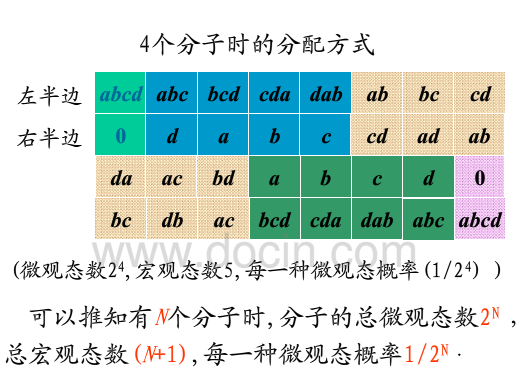 4个分子时的分配方式
左半边 abcd abc bcd cda dab ab bc cd
右半边 0 d a b c cd ad ab
da ac bd a b c d 0
bc db ac bcd cda dab abc abcd
www.docin.com
(微观态数2⁴,宏观态数5,每一种微观态概率(1/2⁴) )
可以推知有N个分子时,分子的总微观态数2ᴺ ,
总宏观态数(N+1),每一种微观态概率1/2ᴺ .